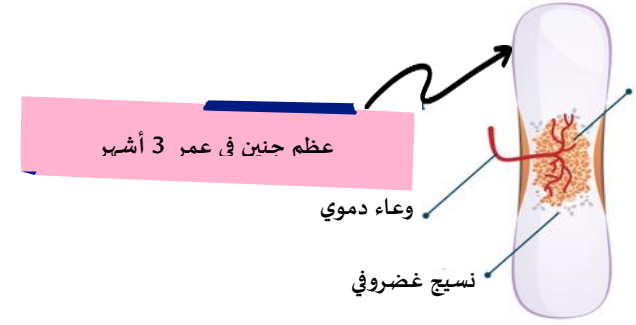 عظم جنين في عمر 3 أشهر
وعاء دموي
نسيج غضروفي